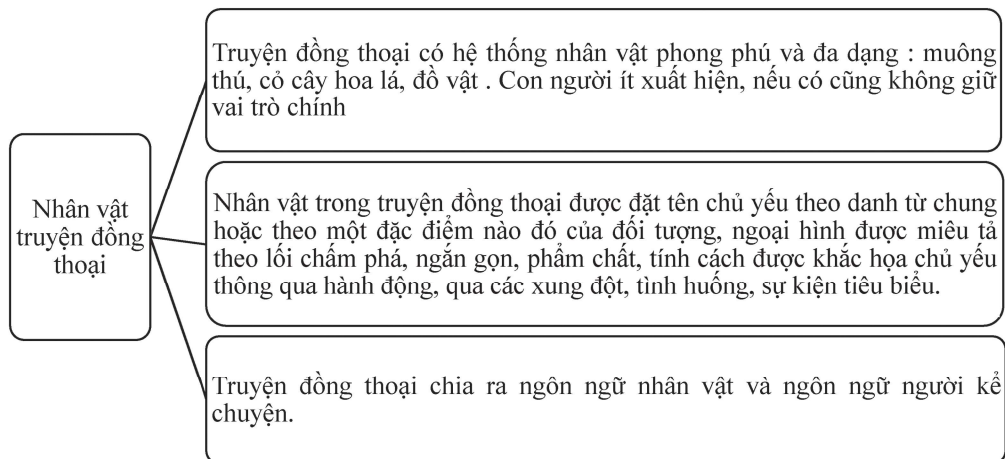 Nhân vật
truyện đồng
thoại
Truyện đồng thoại có hệ thống nhân vật phong phú và đa dạng : muông
thú, cỏ cây hoa lá, đồ vật . Con người ít xuất hiện, nếu có cũng không giữ
vai trò chính
Nhân vật trong truyện đồng thoại được đặt tên chủ yếu theo danh từ chung
hoặc theo một đặc điểm nào đó của đối tượng, ngoại hình được miêu tả
theo lối chấm phá, ngắn gọn, phẩm chất, tính cách được khắc họa chủ yếu
thông qua hành động, qua các xung đột, tình huống, sự kiện tiêu biểu.
Truyện đồng thoại chia ra ngôn ngữ nhân vật và ngôn ngữ người kể
chuyện.